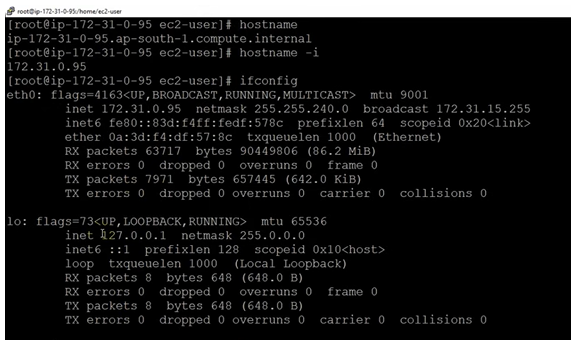 root@ip-172-31-0-95:/home/ec2-user
[root@ip-172-31-0-95 ec2-user]# hostname
ip-172-31-0-95.ap-south-1.compute.internal
[root@ip-172-31-0-95 ec2-user]# hostname -i
172.31.0.95
[root@ip-172-31-0-95 ec2-user]# ifconfig
eth0: flags=4163<UP,BROADCAST,RUNNING,MULTICAST> mtu 9001
inet 172.31.0.95 netmask 255.255.240.0 broadcast 172.31.15.255
inet6 fe80::83d:f4ff:fedf:578c prefixlen 64 scopeid 0x20<link>
ether 0a:3d:f4:df:57:8c txqueuelen 1000 (Ethernet)
RX packets 63717 bytes 90449806 (86.2 MiB)
RX errors 0 dropped 0 overruns 0 frame 0
TX packets 7971 bytes 657445 (642.0 KiB)
TX errors 0 dropped 0 overruns 0 carrier 0 collisions 0
lo: flags=73<UP,LOOPBACK,RUNNING> mtu 65536
inet 127.0.0.1 netmask 255.0.0.0
inet6 ::1 prefixlen 128 scopeid 0x10<host>
loop txqueuelen 1000 (Local Loopback)
RX packets 8 bytes 648 (648.0 B)
RX errors 0 dropped 0 overruns 0 frame 0
TX packets 8 bytes 648 (648.0 B)
TX errors 0 dropped 0 overruns 0 carrier 0 collisions 0